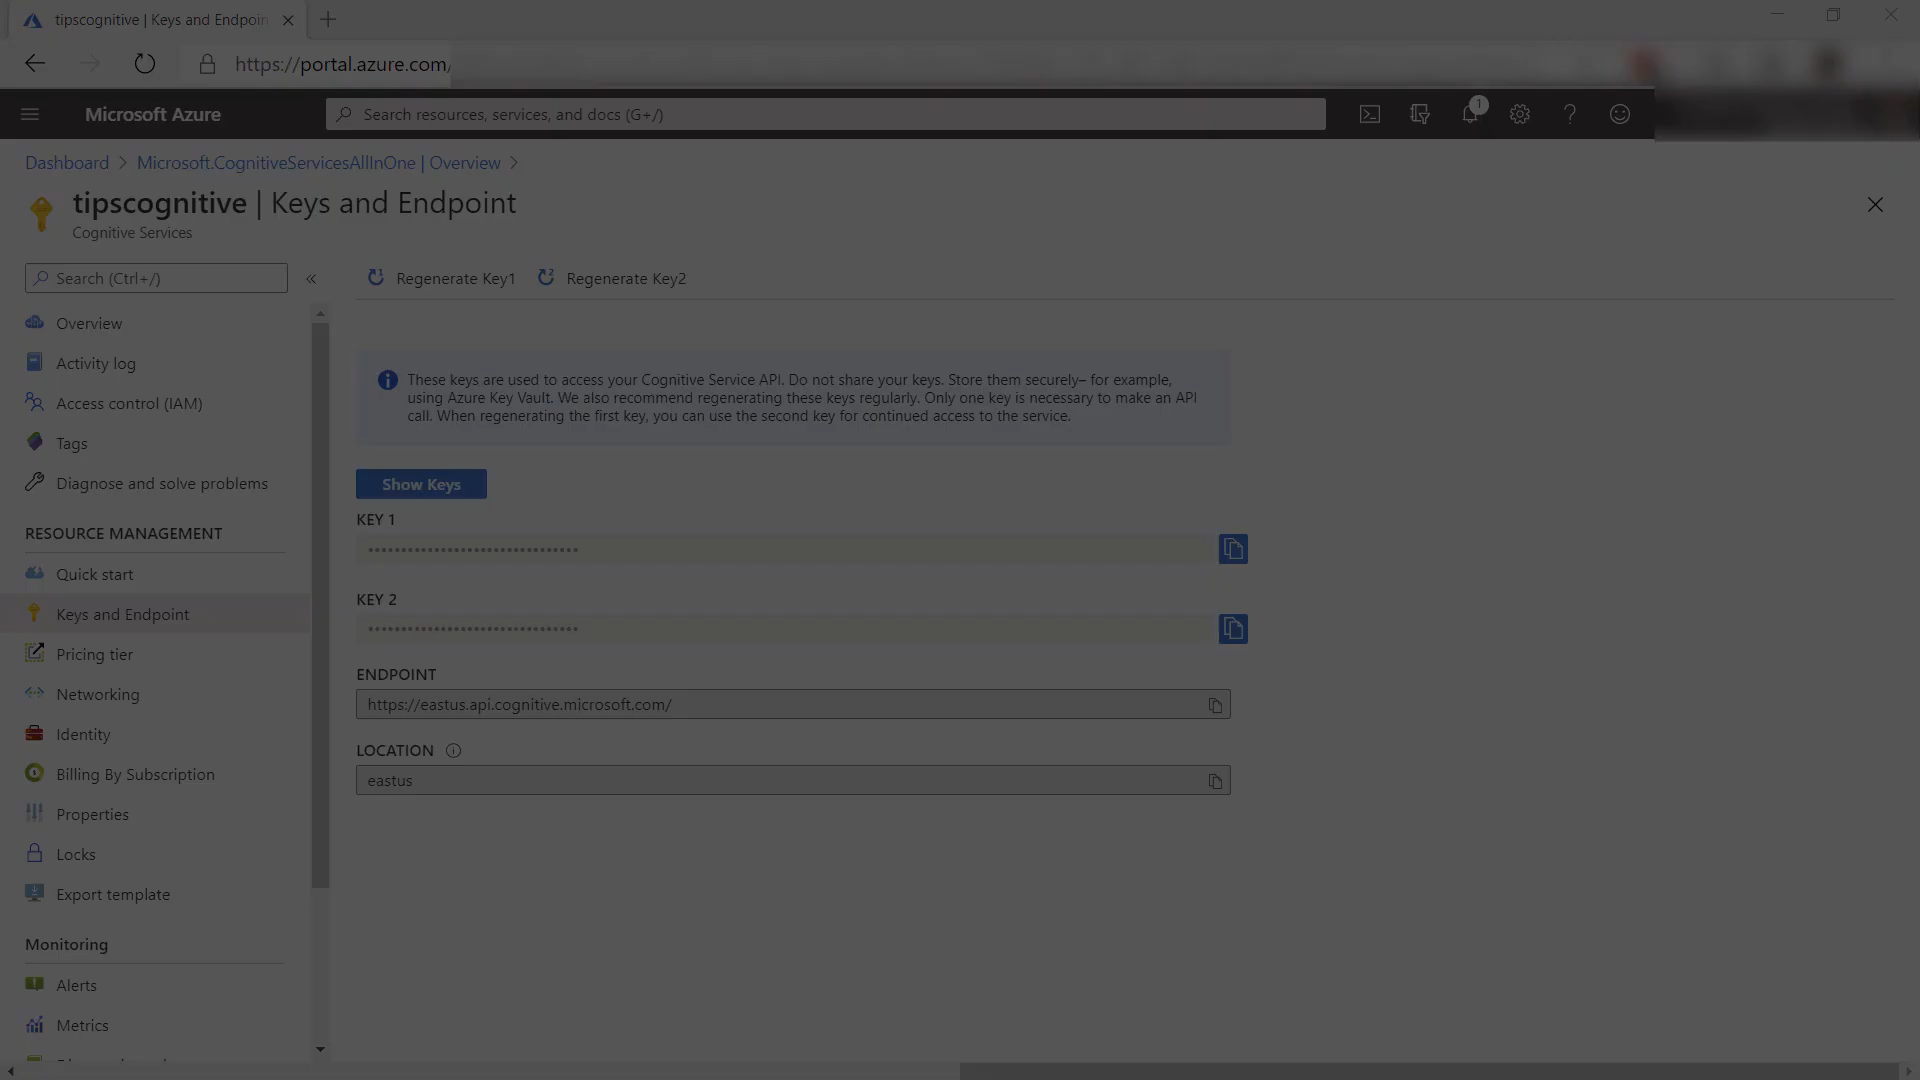 tipscognitive | Keys and Endpoin
https://portal.azure.com/
Microsoft Azure
Search resources, services, and docs (G+/)
1
Dashboard > Microsoft.CognitiveServicesAllInOne | Overview >
tipscognitive | Keys and Endpoint
Cognitive Services
Search (Ctrl+/)
«
Overview
Activity log
Access control (IAM)
Tags
Diagnose and solve problems
RESOURCE MANAGEMENT
Quick start
Keys and Endpoint
Pricing tier
Networking
Identity
Billing By Subscription
Properties
Locks
Export template
Monitoring
Alerts
Metrics
Regenerate Key1
Regenerate Key2
These keys are used to access your Cognitive Service API. Do not share your keys. Store them securely– for example,
using Azure Key Vault. We also recommend regenerating these keys regularly. Only one key is necessary to make an API
call. When regenerating the first key, you can use the second key for continued access to the service.
Show Keys
KEY 1
KEY 2
ENDPOINT
https://eastus.api.cognitive.microsoft.com/
LOCATION
eastus